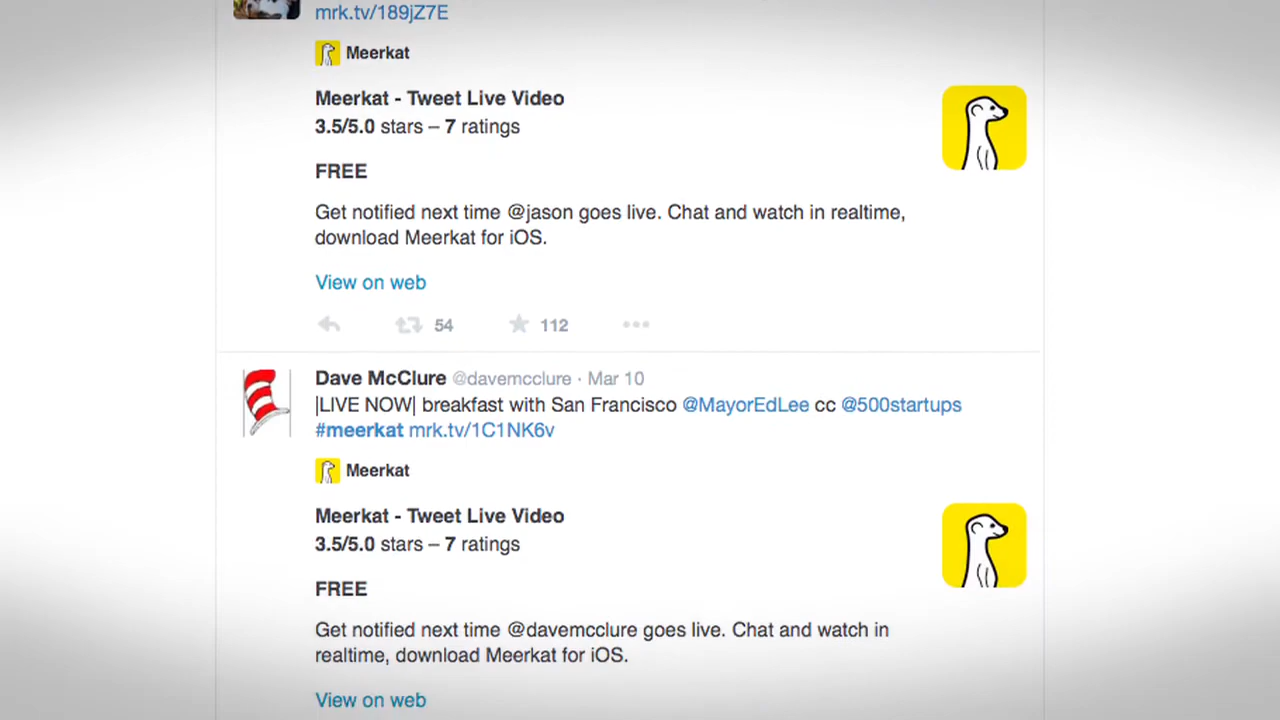 mrk.tv/189jZ7E
Meerkat
Meerkat - Tweet Live Video
3.5/5.0 stars – 7 ratings
FREE
Get notified next time @jason goes live. Chat and watch in realtime,
download Meerkat for iOS.
View on web
54 112
Dave McClure @davemcclure · Mar 10
|LIVE NOW| breakfast with San Francisco @MayorEdLee cc @500startups
#meerkat mrk.tv/1C1NK6v
Meerkat
Meerkat - Tweet Live Video
3.5/5.0 stars – 7 ratings
FREE
Get notified next time @davemcclure goes live. Chat and watch in
realtime, download Meerkat for iOS.
View on web